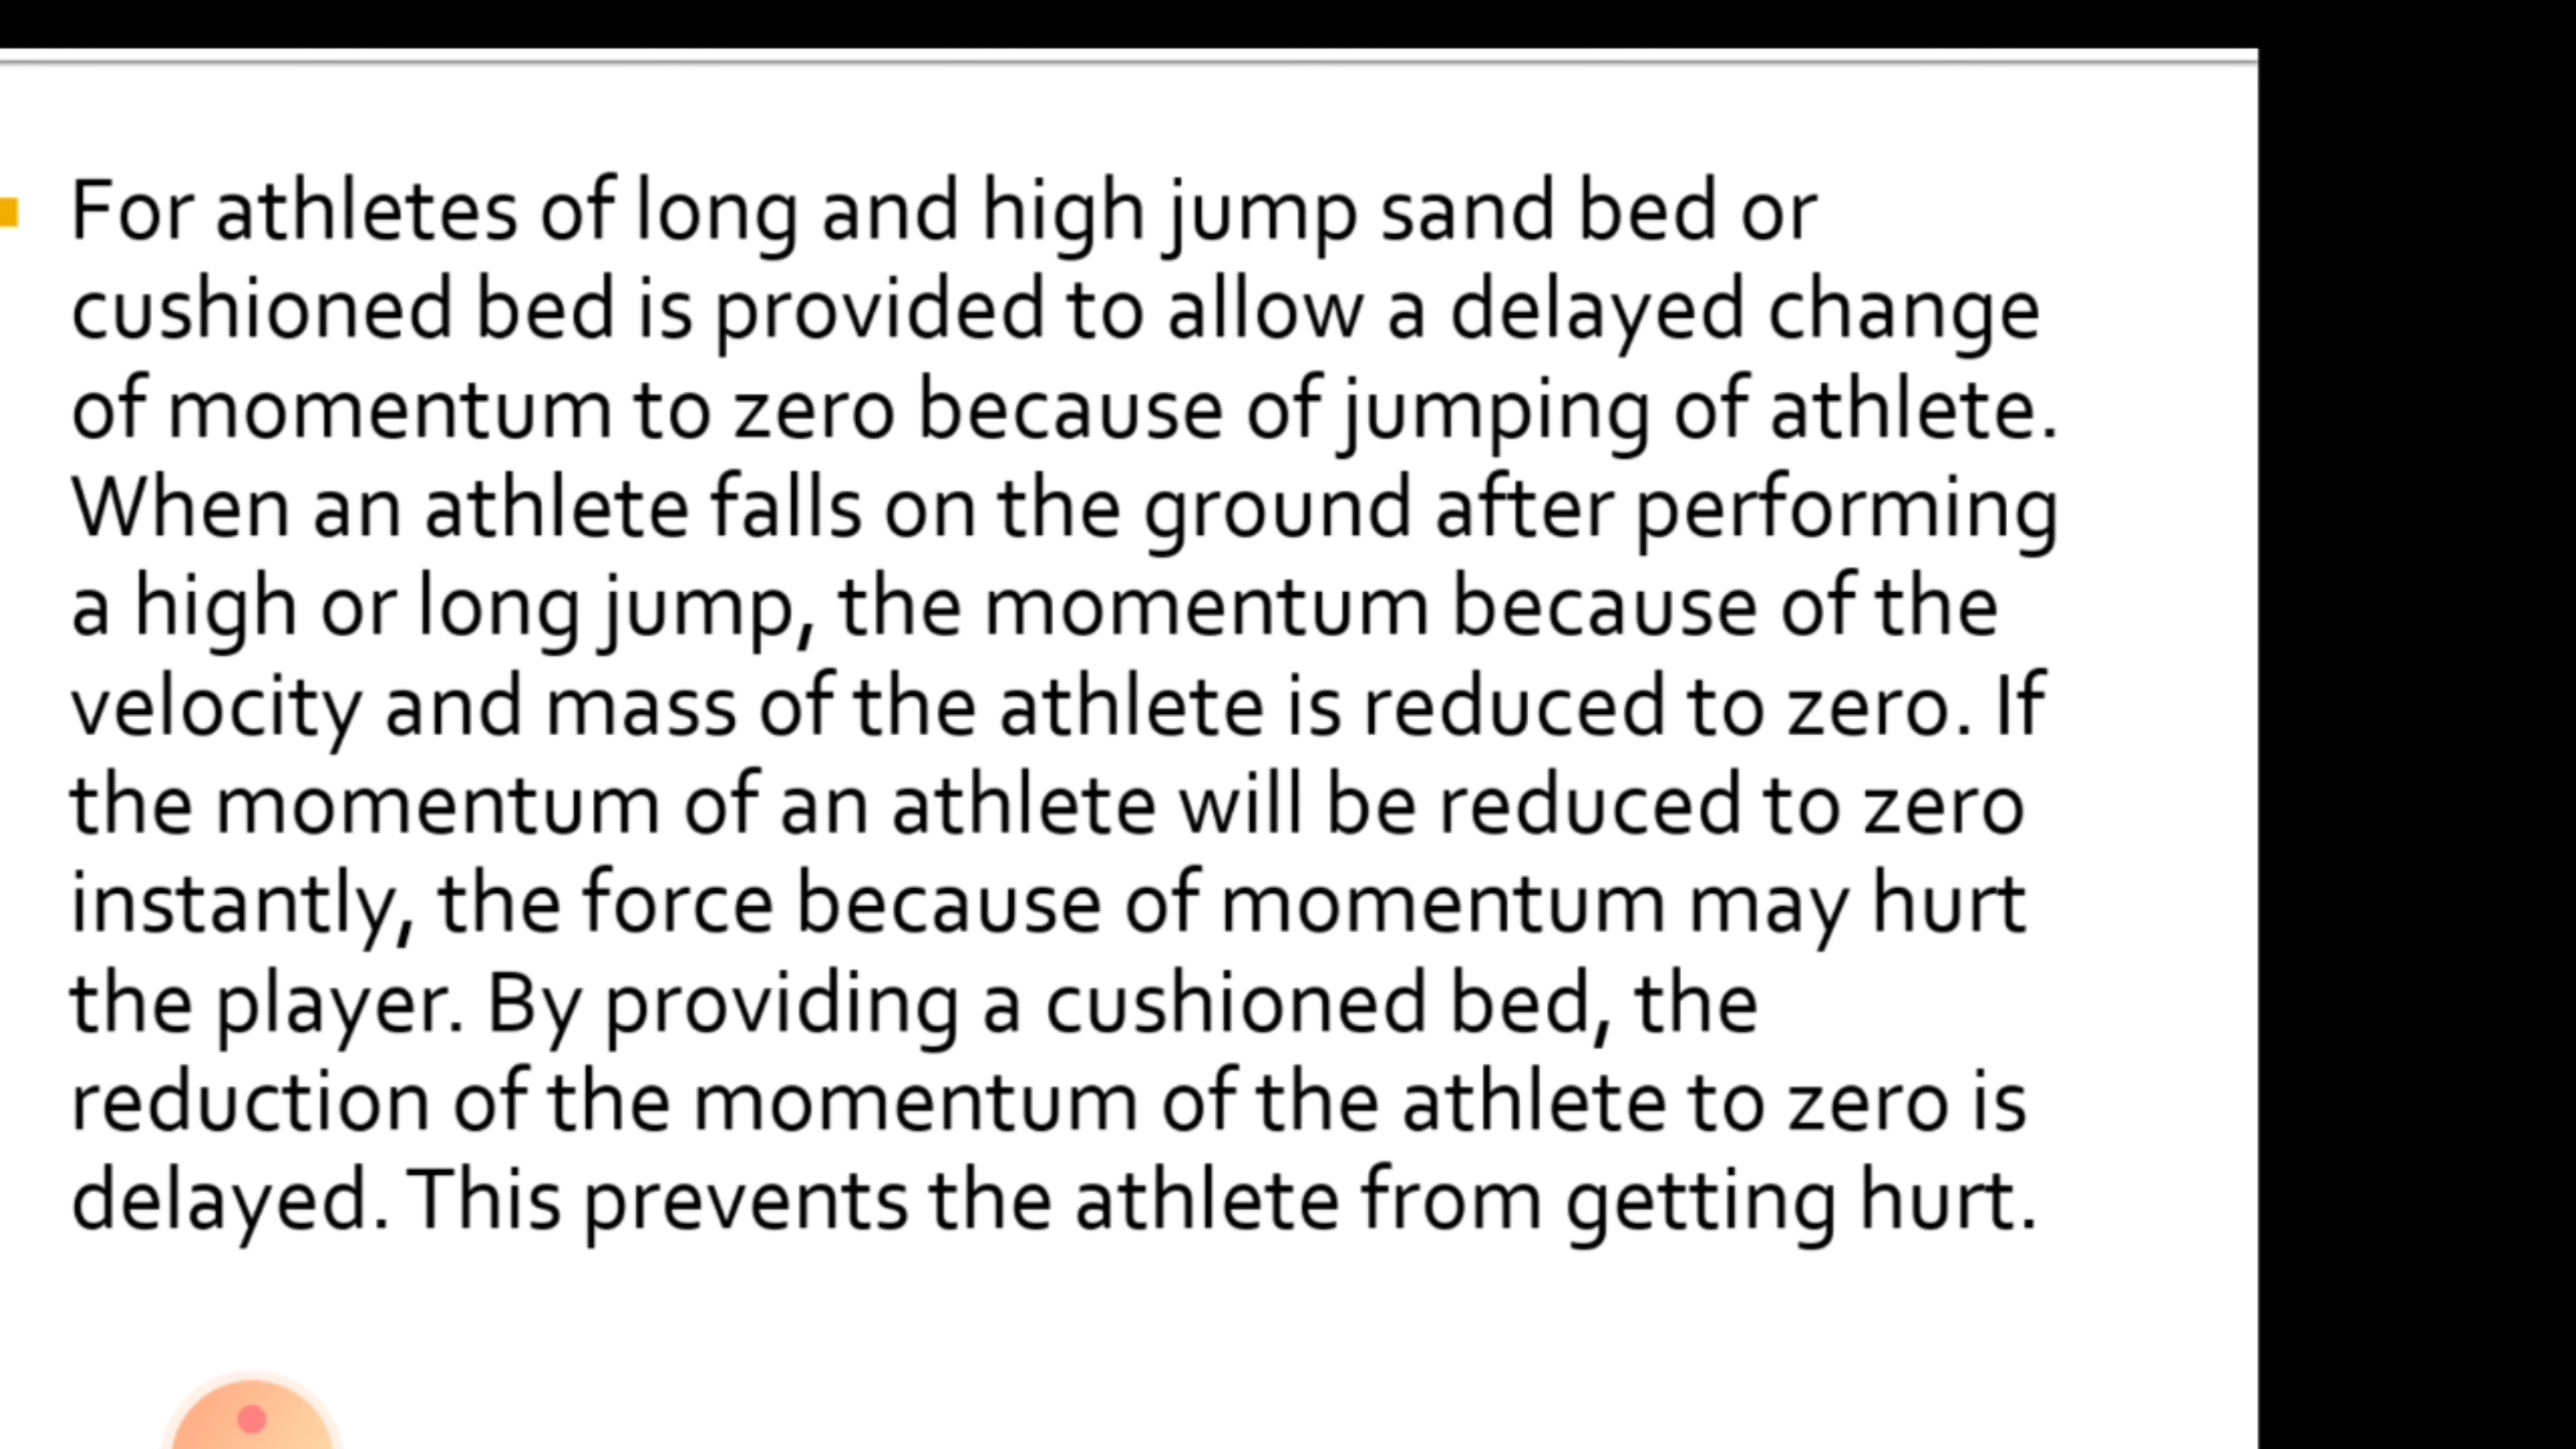 For athletes of long and high jump sand bed or
cushioned bed is provided to allow a delayed change
of momentum to zero because of jumping of athlete.
When an athlete falls on the ground after performing
a high or long jump, the momentum because of the
velocity and mass of the athlete is reduced to zero. If
the momentum of an athlete will be reduced to zero
instantly, the force because of momentum may hurt
the player. By providing a cushioned bed, the
reduction of the momentum of the athlete to zero is
delayed. This prevents the athlete from getting hurt.